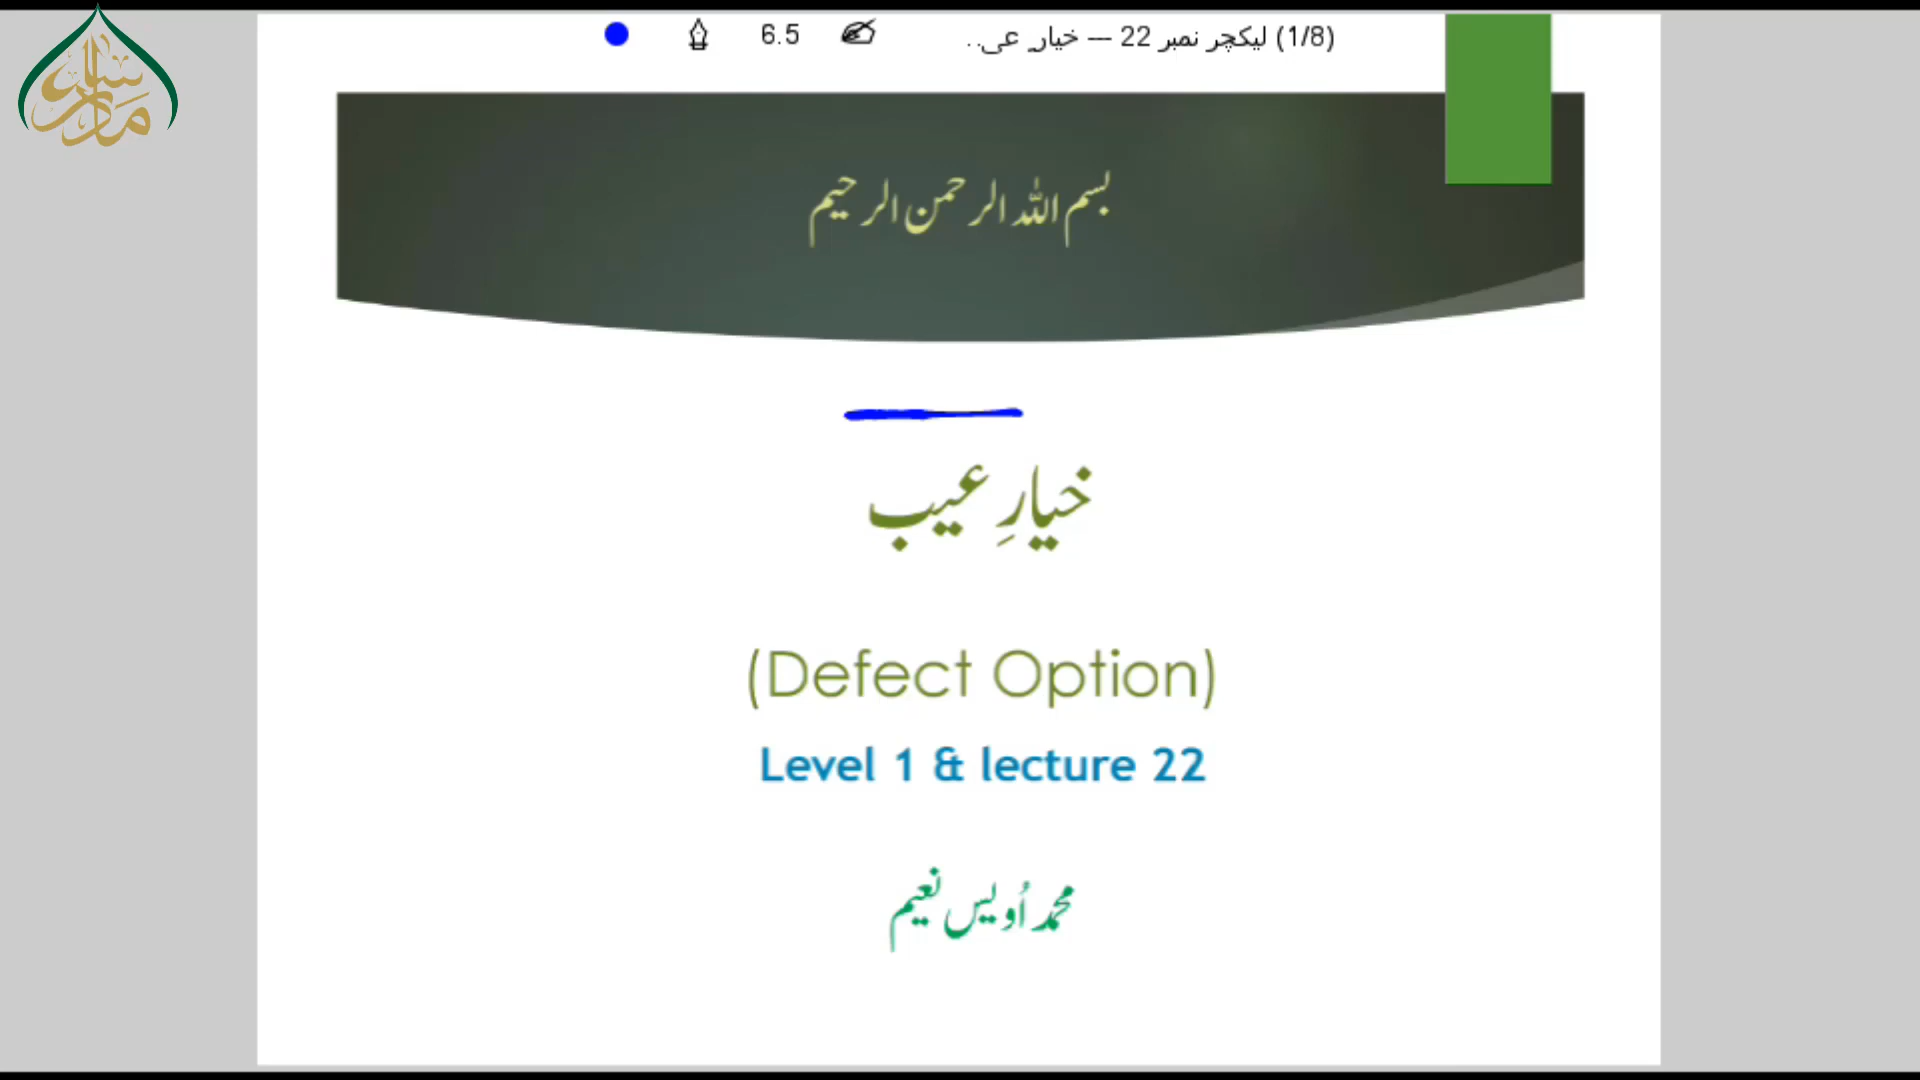 (1/8) لیکچر نمبر 22 --- خیارِ عی.. 6.5
بسم اللہ الرحمن الرحیم
خیارِ عیب
(Defect Option)
Level 1 & lecture 22
محمد اُویس نعیم